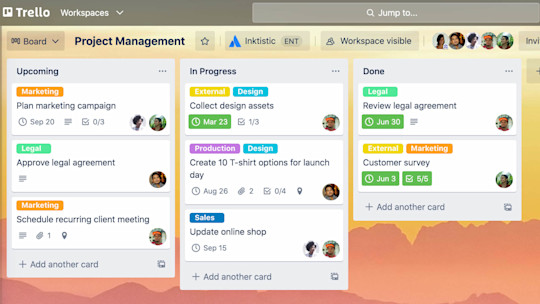 Trello
Workspaces
Jump to...
Board
Project Management
Inktistic
ENT
Workspace visible
Invi
Upcoming
Marketing
Plan marketing campaign
Sep 20
0/3
Legal
Approve legal agreement
Marketing
Schedule recurring client meeting
1
+ Add another card
In Progress
External
Design
Collect design assets
Mar 23
1/3
Production
Design
Create 10 T-shirt options for launch
day
Aug 26
2
0/4
Sales
Update online shop
Sep 15
+ Add another card
Done
Legal
Review legal agreement
Jun 30
External
Marketing
Customer survey
Jun 3
5/5
+ Add another card